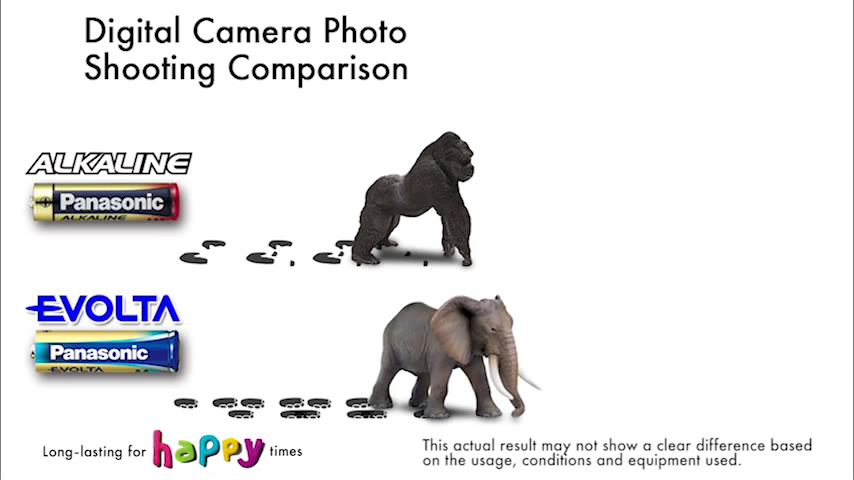 Digital Camera Photo
Shooting Comparison
ALKALINE
Panasonic
ALKALINE
EVOLTA
Panasonic
EVOLTA AA
Long-lasting for happy times
This actual result may not show a clear difference based
on the usage, conditions and equipment used.